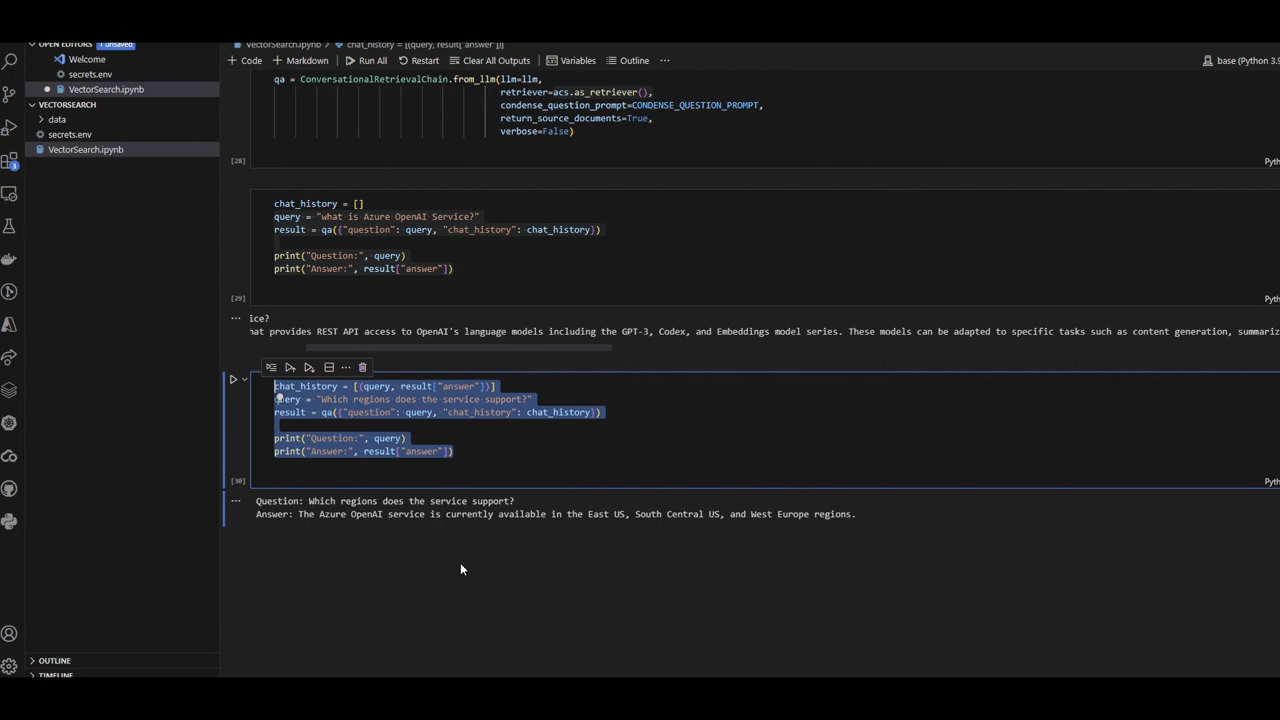 OPEN EDITORS 1 unsaved
Welcome
secrets.env
VectorSearch.ipynb
VECTORSEARCH
data
secrets.env
VectorSearch.ipynb
OUTLINE
TIMELINE
3
VectorSearch.ipynb > chat_history = [(query, result["answer"])]
+ Code + Markdown Run All Restart Clear All Outputs Variables Outline ... base (Python 3.9
qa = ConversationalRetrievalChain.from_llm(llm=llm,
retriever=acs.as_retriever(),
condense_question_prompt=CONDENSE_QUESTION_PROMPT,
return_source_documents=True,
verbose=False)
[28] Pyth
chat_history = []
query = "what is Azure OpenAI Service?"
result = qa({"question": query, "chat_history": chat_history})
print("Question:", query)
print("Answer:", result["answer"])
[29] Pyth
... ice?
hat provides REST API access to OpenAI's language models including the GPT-3, Codex, and Embeddings model series. These models can be adapted to specific tasks such as content generation, summariz
...
chat_history = [(query, result["answer"])]
query = "Which regions does the service support?"
result = qa({"question": query, "chat_history": chat_history})
print("Question:", query)
print("Answer:", result["answer"])
[30] Pyth
... Question: Which regions does the service support?
Answer: The Azure OpenAI service is currently available in the East US, South Central US, and West Europe regions.